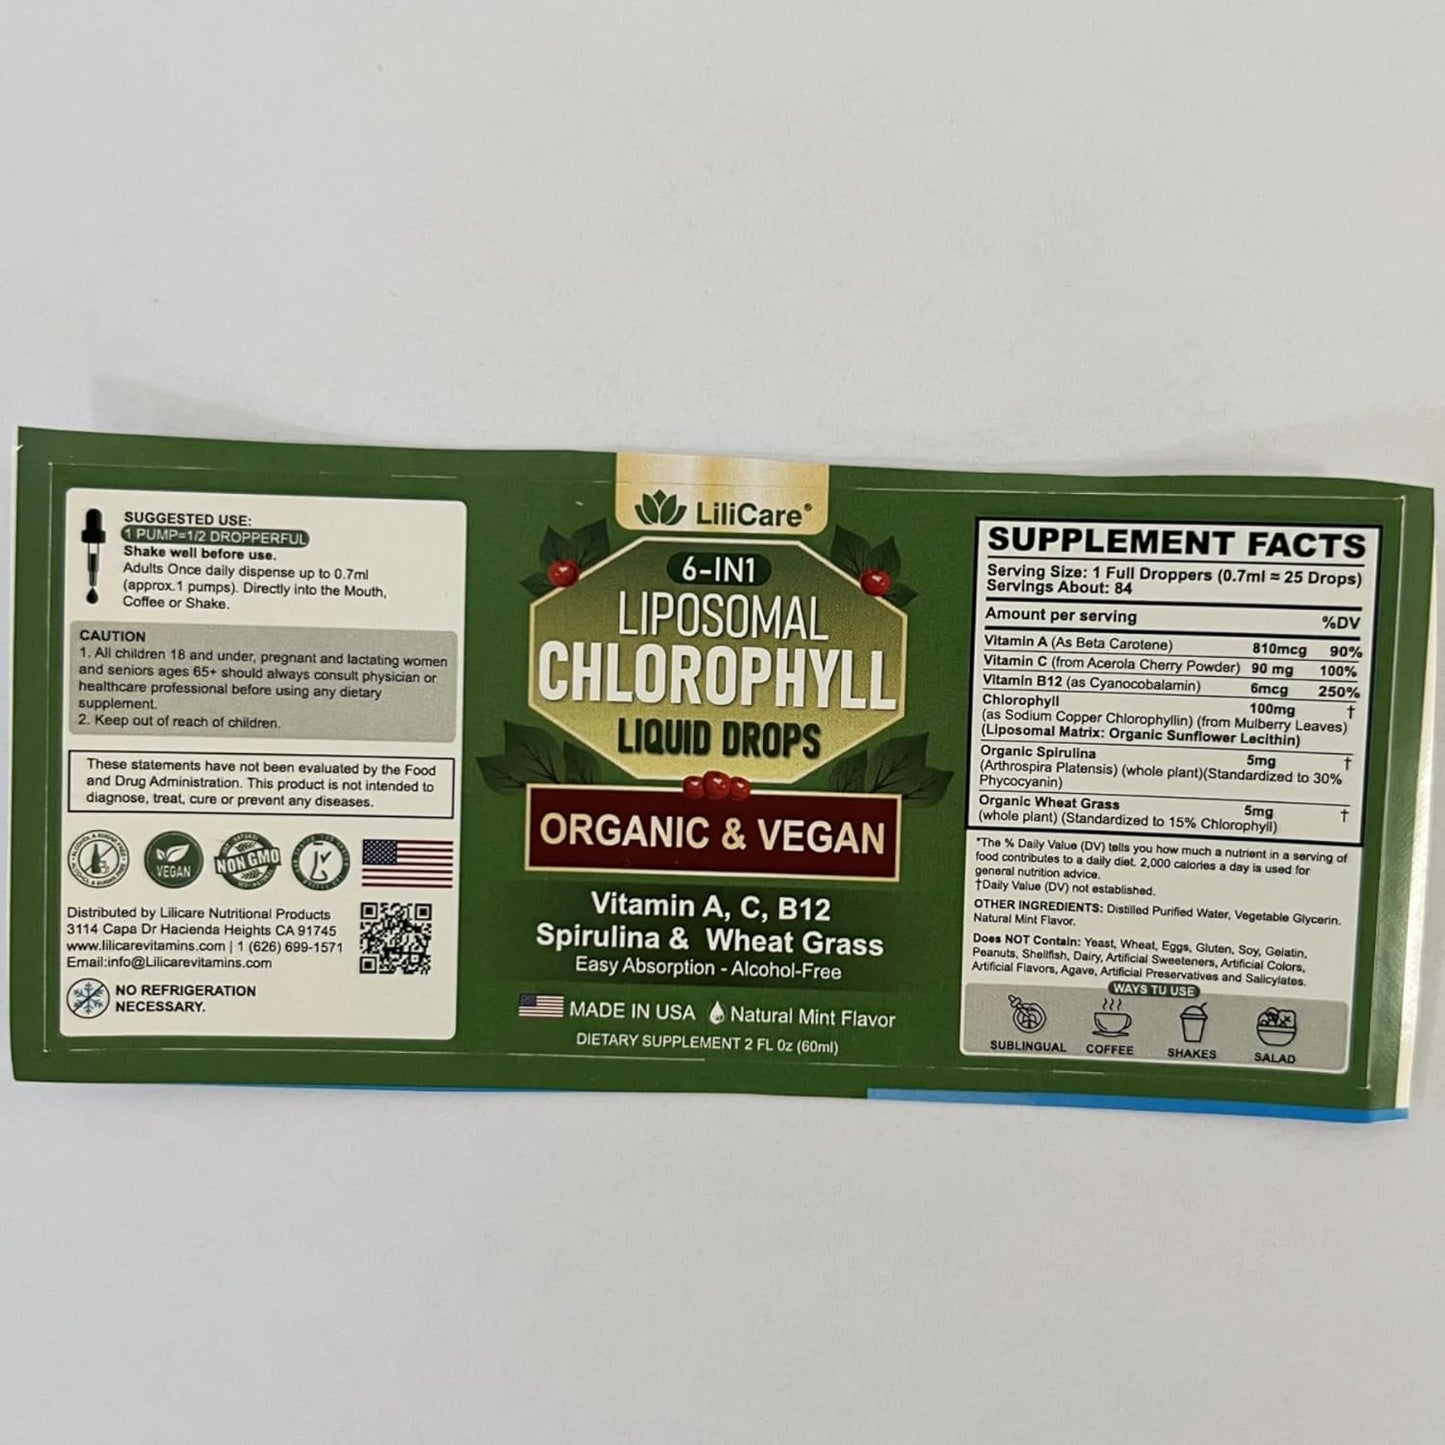 SUGGESTED USE:
1 PUMP=1/2 DROPPERFUL
Shake well before use.
Adults Once daily dispense up to 0.7ml
(approx.1 pumps). Directly into the Mouth,
Coffee or Shake.
CAUTION
1. All children 18 and under, pregnant and lactating women
and seniors ages 65+ should always consult physician or
healthcare professional before using any dietary
supplement.
2. Keep out of reach of children.
These statements have not been evaluated by the Food
and Drug Administration. This product is not intended to
diagnose, treat, cure or prevent any diseases.
VEGAN
NON GMO
Distributed by Lilicare Nutritional Products
3114 Capa Dr Hacienda Heights CA 91745
www.lilicarevitamins.com | 1 (626) 699-1571
Email:info@Lilicarevitamins.com
NO REFRIGERATION
NECESSARY.
LiliCare®
6-IN1
LIPOSOMAL
CHLOROPHYLL
LIQUID DROPS
ORGANIC & VEGAN
Vitamin A, C, B12
Spirulina & Wheat Grass
Easy Absorption - Alcohol-Free
MADE IN USA Natural Mint Flavor
DIETARY SUPPLEMENT 2 FL Oz (60ml)
SUPPLEMENT FACTS
Serving Size: 1 Full Droppers (0.7ml ≈ 25 Drops)
Servings About: 84
Amount per serving %DV
Vitamin A (As Beta Carotene) 810mcg 90%
Vitamin C (from Acerola Cherry Powder) 90 mg 100%
Vitamin B12 (as Cyanocobalamin) 6mcg 250%
Chlorophyll 100mg †
(as Sodium Copper Chlorophyllin) (from Mulberry Leaves)
(Liposomal Matrix: Organic Sunflower Lecithin)
Organic Spirulina 5mg †
(Arthrospira Platensis) (whole plant)(Standardized to 30%
Phycocyanin)
Organic Wheat Grass 5mg †
(whole plant) (Standardized to 15% Chlorophyll)
*The % Daily Value (DV) tells you how much a nutrient in a serving of
food contributes to a daily diet. 2,000 calories a day is used for
general nutrition advice.
†Daily Value (DV) not established.
OTHER INGREDIENTS: Distilled Purified Water, Vegetable Glycerin.
Natural Mint Flavor.
Does NOT Contain: Yeast, Wheat, Eggs, Gluten, Soy, Gelatin,
Peanuts, Shellfish, Dairy, Artificial Sweeteners, Artificial Colors,
Artificial Flavors, Agave, Artificial Preservatives and Salicylates.
WAYS TU USE
SUBLINGUAL COFFEE SHAKES SALAD